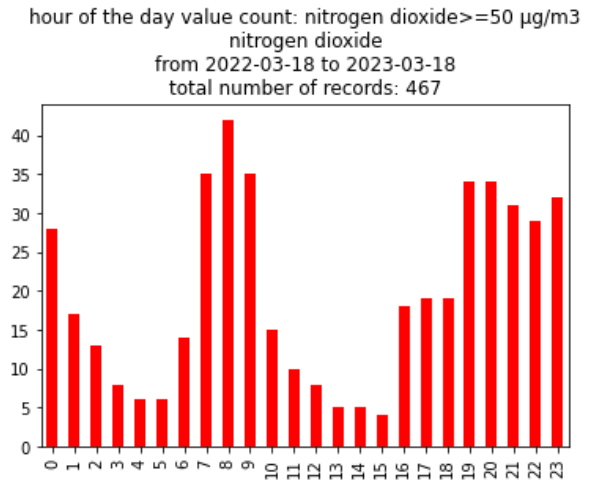 hour of the day value count: nitrogen dioxide>=50 µg/m3
nitrogen dioxide
from 2022-03-18 to 2023-03-18
total number of records: 467
40
35
30
25
20
15
10
5
0
0 1 2 3 4 5 6 7 8 9 10 11 12 13 14 15 16 17 18 19 20 21 22 23